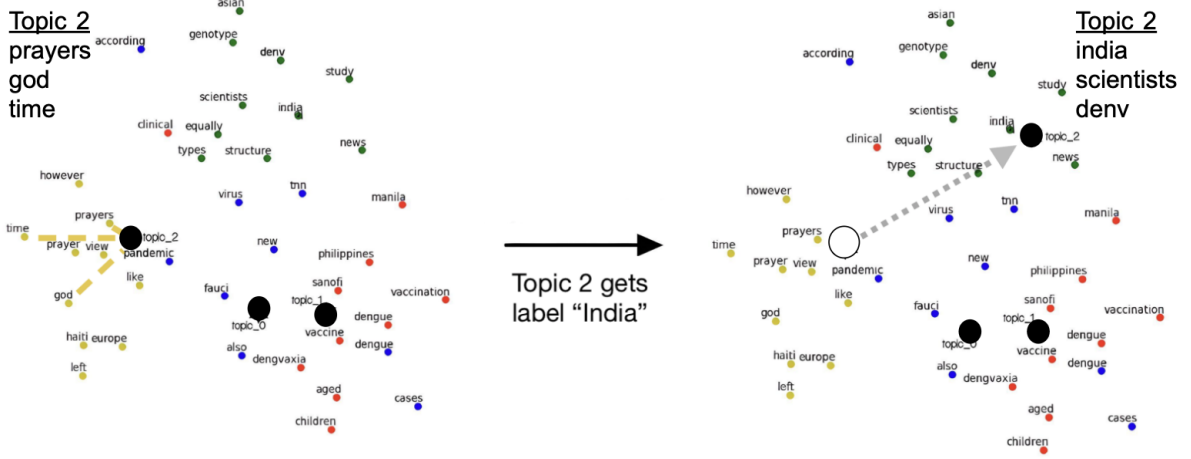 Topic 2
prayers
god
time
asian
according
genotype
denv
study
scientists
india
clinical
equally
types
structure
news
however
virus
tnn
manila
prayers
time
topic_2
prayer
view
pandemic
new
philippines
like
god
fauci
sanofi
topic_1
vaccination
topic_0
dengue
vaccine
haiti
europe
also
dengue
dengvaxia
left
aged
cases
children
Topic 2 gets
label “India”
Topic 2
india
scientists
denv
asian
according
genotype
denv
study
scientists
india
topic_2
clinical
equally
types
structure
news
however
virus
tnn
manila
prayers
time
prayer
view
pandemic
new
philippines
like
god
fauci
sanofi
topic_1
vaccination
topic_0
dengue
vaccine
haiti
europe
also
dengue
dengvaxia
left
aged
cases
children